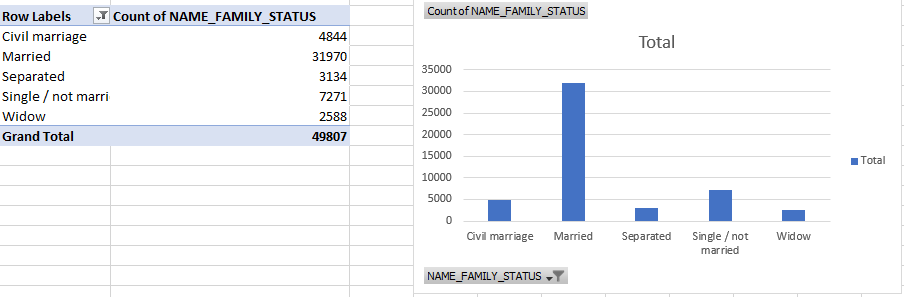 Row Labels Count of NAME_FAMILY_STATUS
Civil marriage 4844
Married 31970
Separated 3134
Single / not marri 7271
Widow 2588
Grand Total 49807
Count of NAME_FAMILY_STATUS
Total
35000
30000
25000
20000
15000
10000
5000
0
Civil marriage Married Separated Single / not married Widow
Total
NAME_FAMILY_STATUS